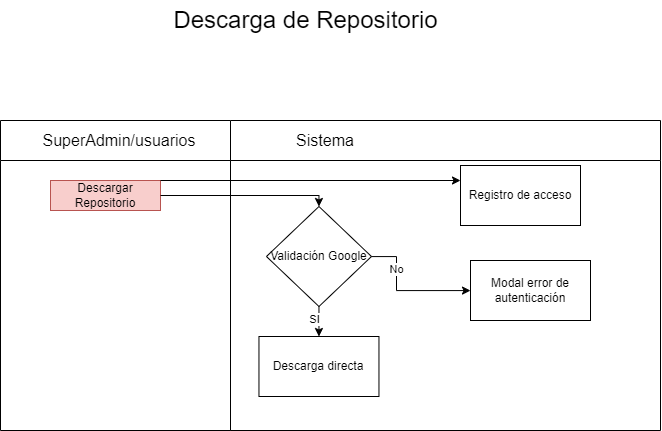 Descarga de Repositorio
SuperAdmin/usuarios
Sistema
Descargar
Repositorio
Registro de acceso
Validación Google
No
Modal error de
autenticación
SI
Descarga directa